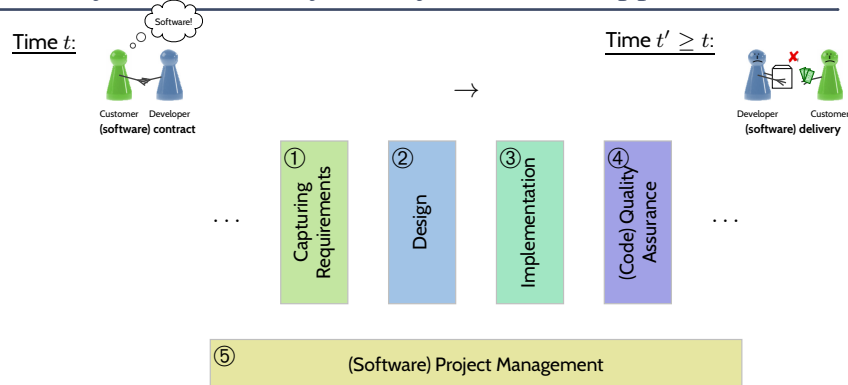 Software!
Time t:
Time t′ ≥ t:
Customer Developer
(software) contract
→
Developer Customer
(software) delivery
...
① Capturing
Requirements
② Design
③ Implementation
④ (Code) Quality
Assurance
...
⑤ (Software) Project Management